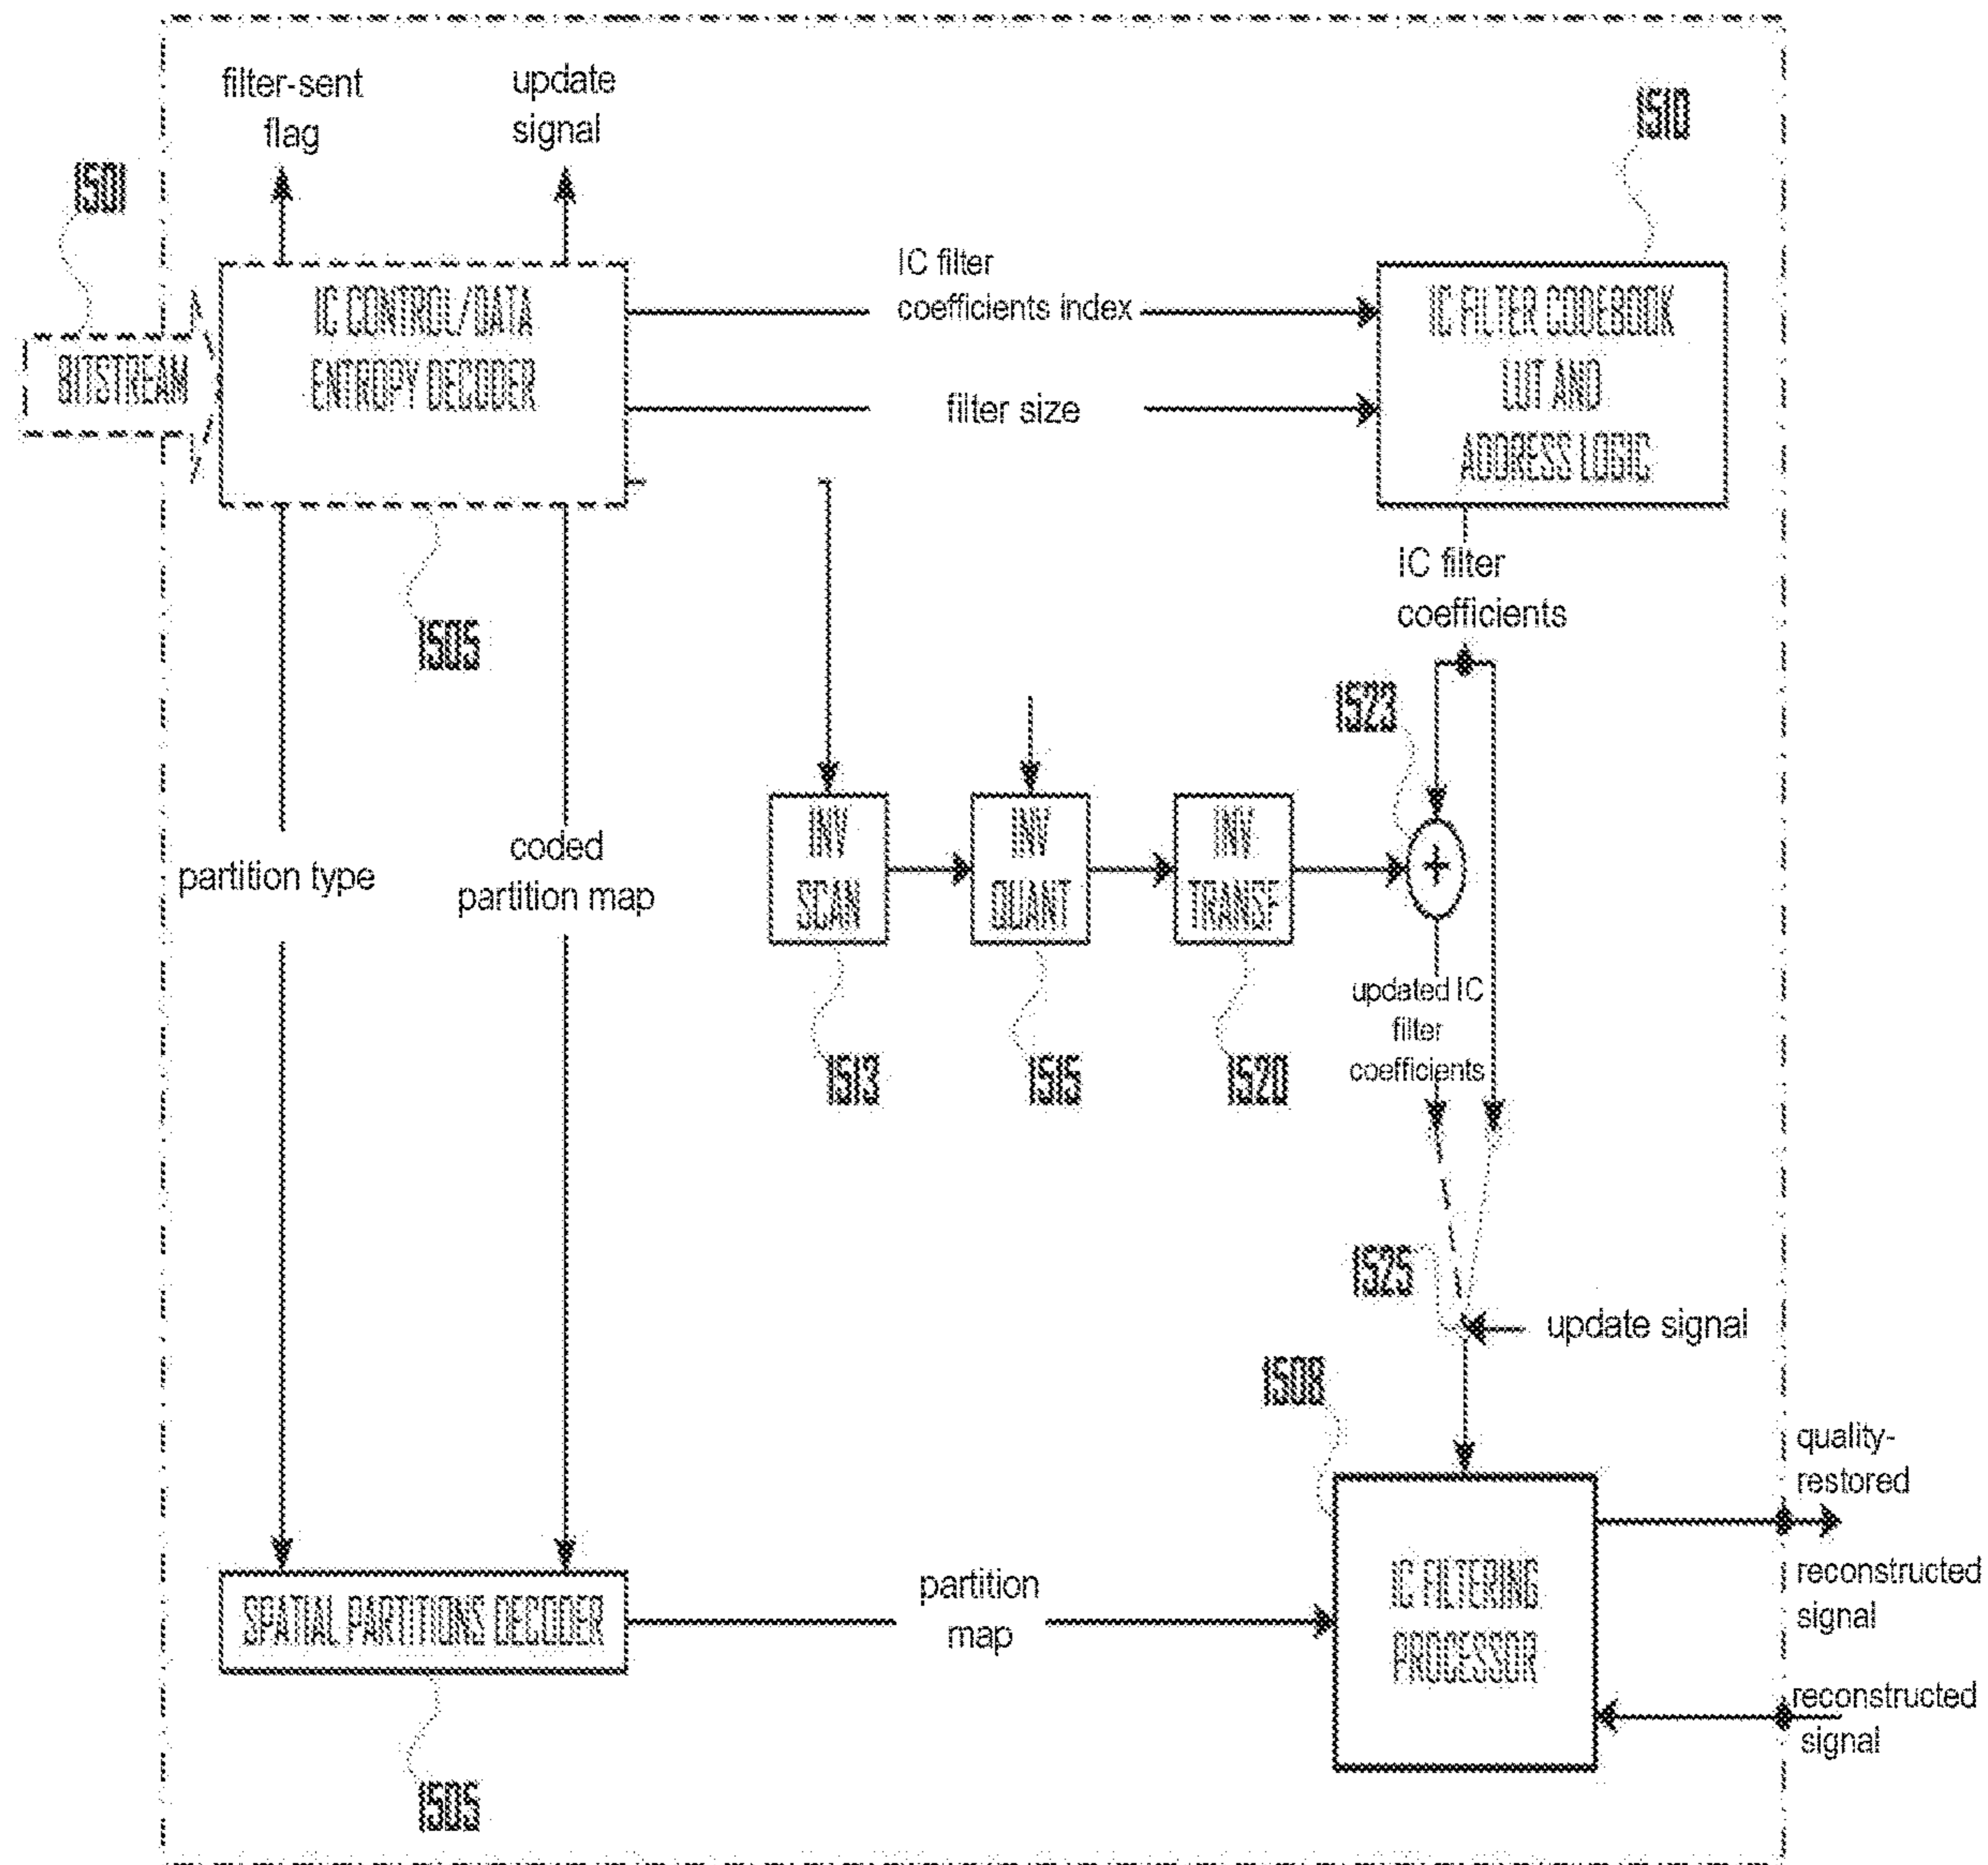 filter-sent
flag
update
signal
1510
1501
BITSTREAM
IC CONTROL/DATA
ENTROPY DECODER
IC filter
coefficients index
filter size
IC FILTER CODEBOOK
LUT AND
ADDRESS LOGIC
1505
IC filter
coefficients
1523
partition type
coded
partition map
INV
SCAN
INV
QUANT
INV
TRANSF
+
1513
1515
1520
updated IC
filter
coefficients
1525
update signal
1508
quality-
restored
reconstructed
signal
SPATIAL PARTITIONS DECODER
partition
map
IC FILTERING
PROCESSOR
reconstructed
signal
1505